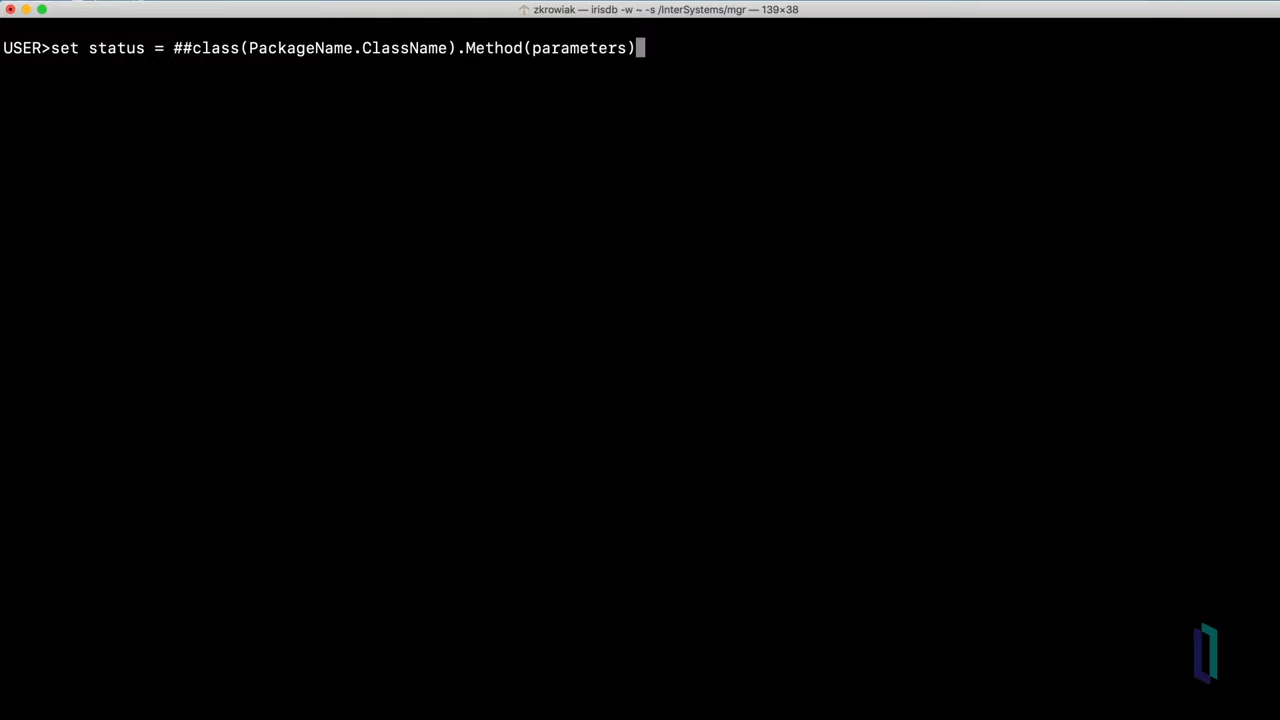 zkrowiak — irisdb -w ~ -s /InterSystems/mgr — 139×38
USER>set status = ##class(PackageName.ClassName).Method(parameters)